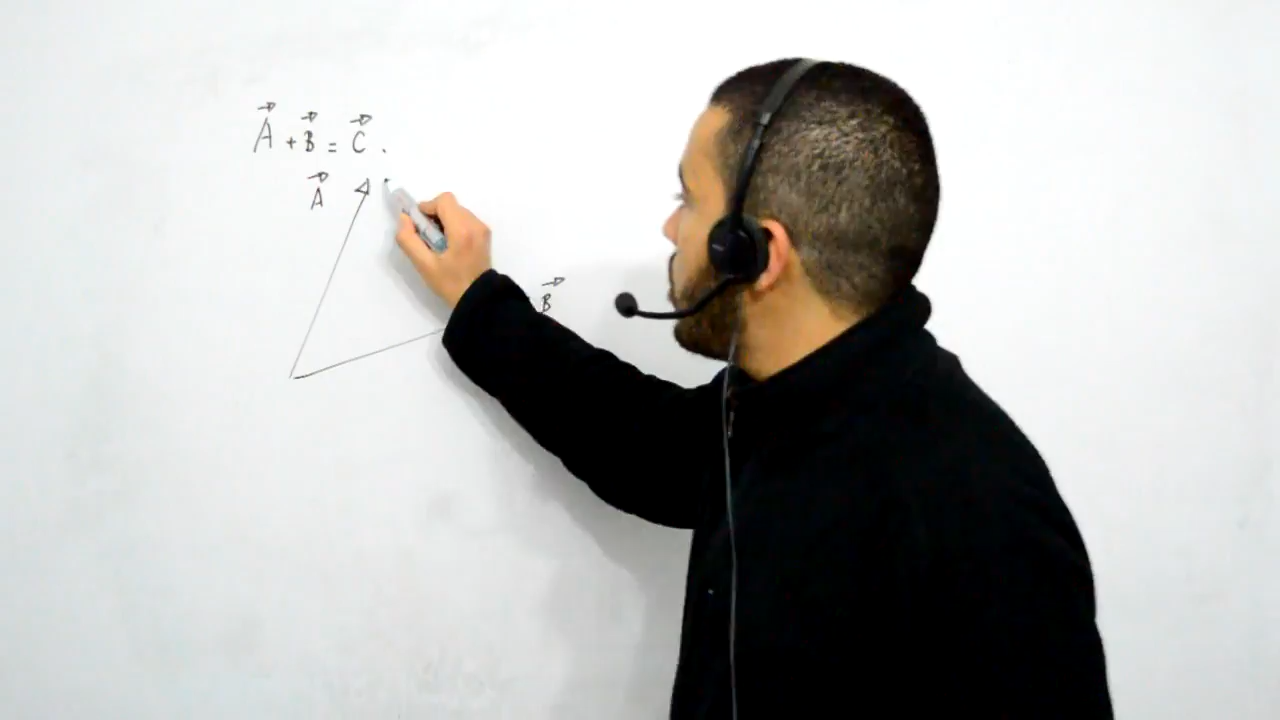 A⃗ + B⃗ = C⃗ .
A⃗
B⃗